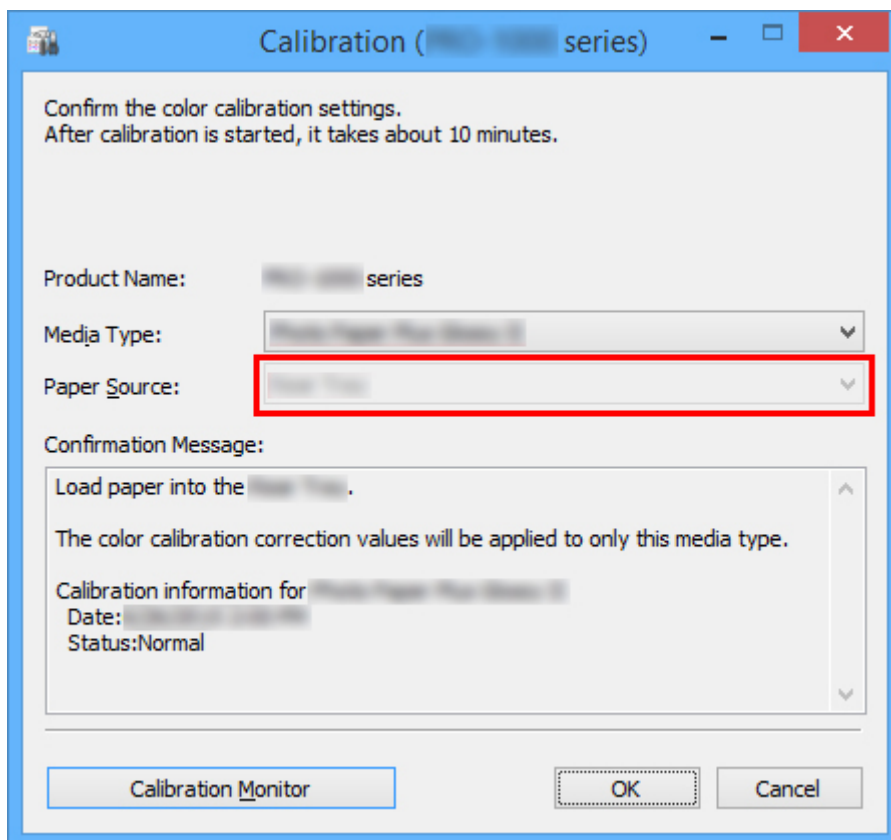 Calibration ( series)
Confirm the color calibration settings.
After calibration is started, it takes about 10 minutes.
Product Name: series
Media Type:
Paper Source:
Confirmation Message:
Load paper into the .
The color calibration correction values will be applied to only this media type.
Calibration information for
Date:
Status:Normal
Calibration Monitor OK Cancel